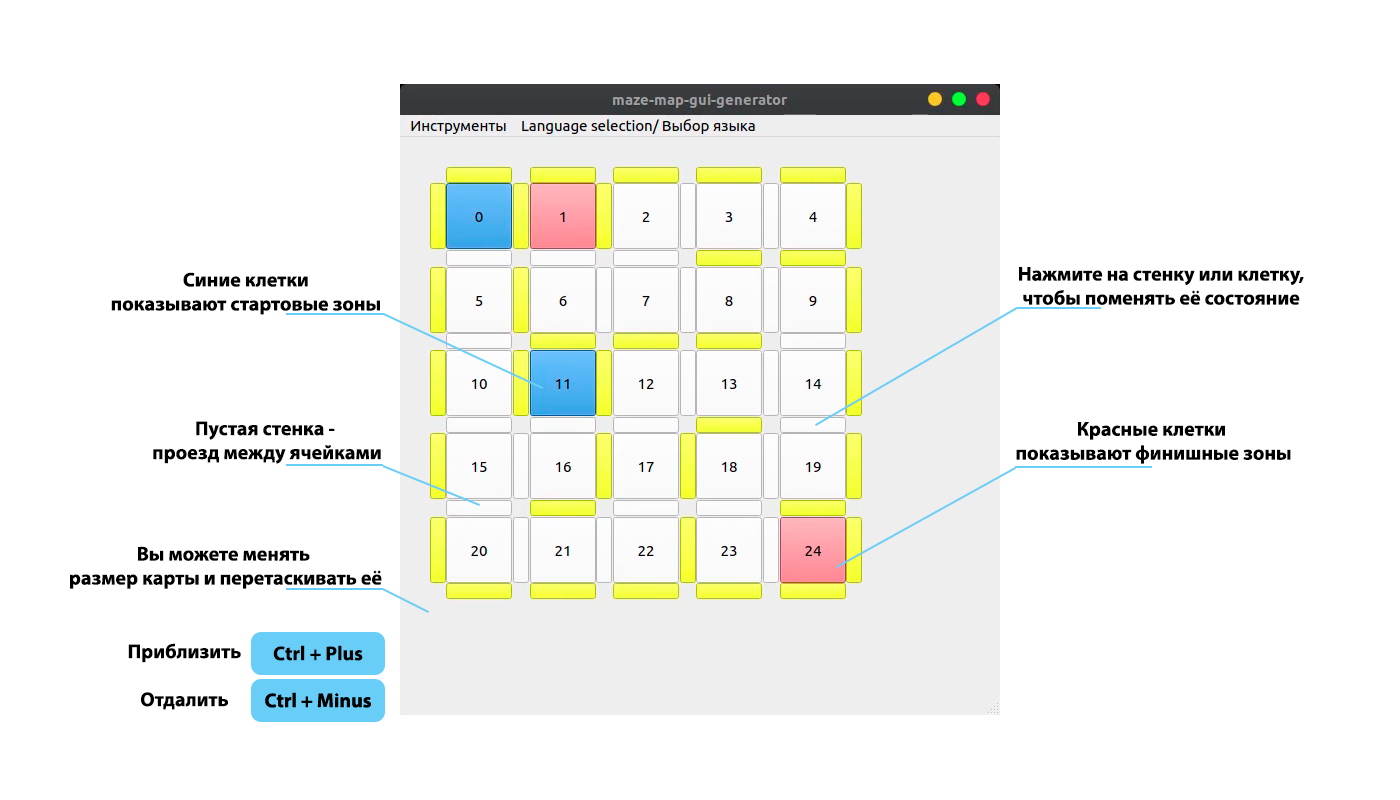 maze-map-gui-generator
Инструменты Language selection/ Выбор языка
0 1 2 3 4
5 6 7 8 9
10 11 12 13 14
15 16 17 18 19
20 21 22 23 24
Синие клетки
показывают стартовые зоны
Пустая стенка -
проезд между ячейками
Вы можете менять
размер карты и перетаскивать её
Приблизить Ctrl + Plus
Отдалить Ctrl + Minus
Нажмите на стенку или клетку,
чтобы поменять её состояние
Красные клетки
показывают финишные зоны